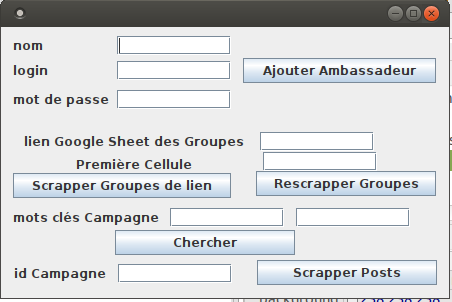 nom
login
Ajouter Ambassadeur
mot de passe
lien Google Sheet des Groupes
Première Cellule
Scrapper Groupes de lien
Rescrapper Groupes
mots clés Campagne
Chercher
id Campagne
Scrapper Posts